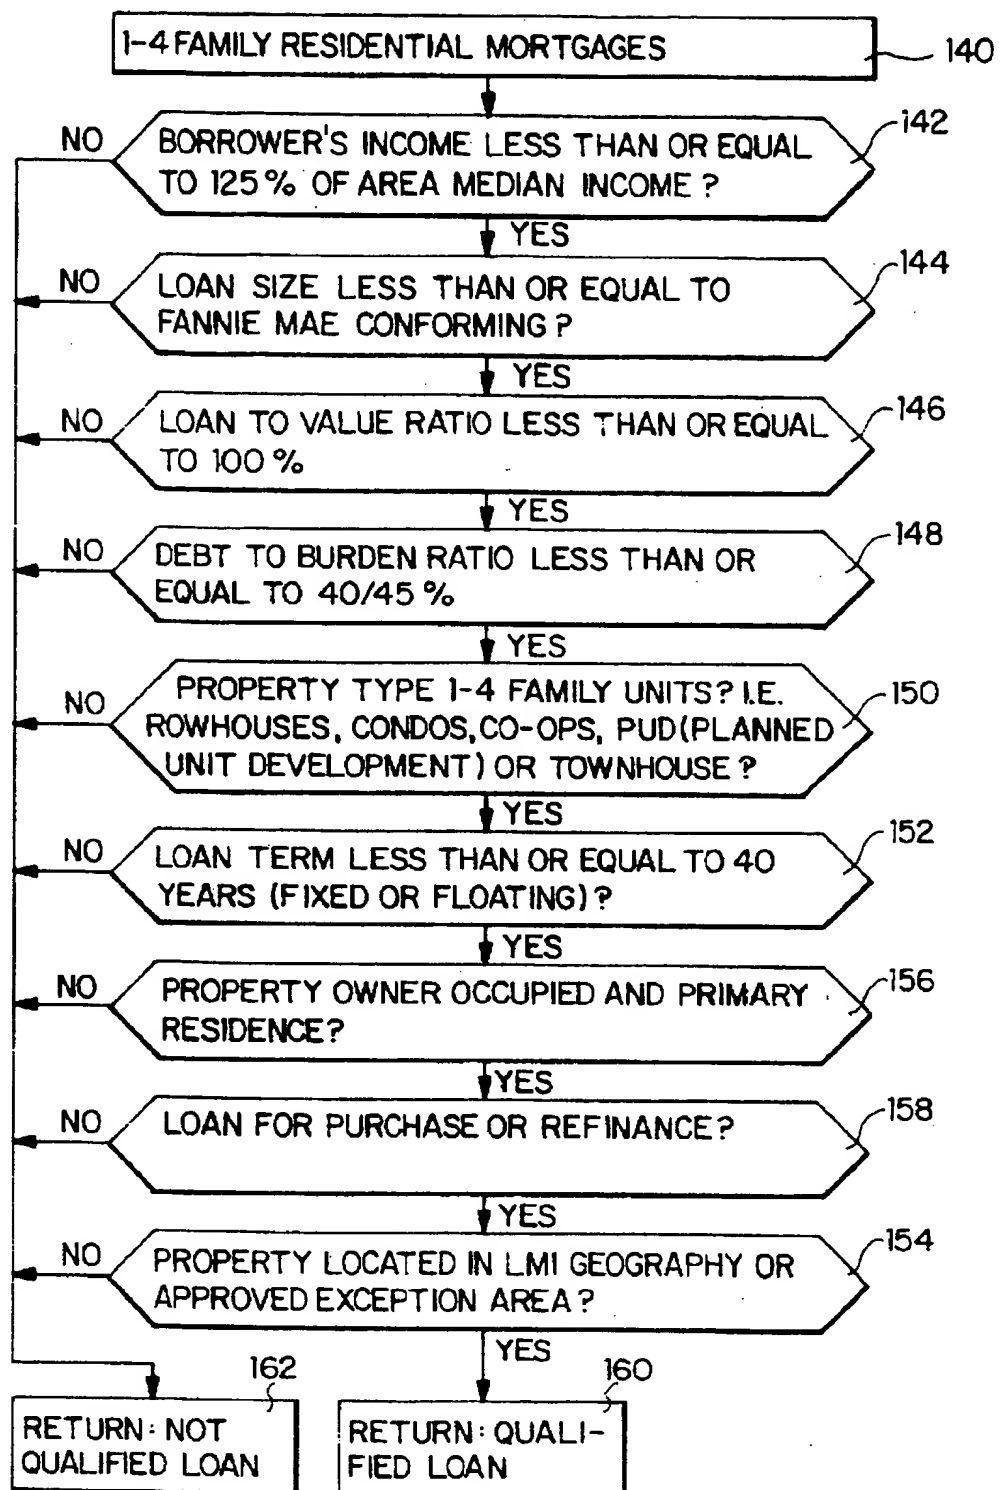 1-4 FAMILY RESIDENTIAL MORTGAGES
140
NO
BORROWER'S INCOME LESS THAN OR EQUAL
TO 125% OF AREA MEDIAN INCOME?
142
YES
NO
LOAN SIZE LESS THAN OR EQUAL TO
FANNIE MAE CONFORMING?
144
YES
NO
LOAN TO VALUE RATIO LESS THAN OR EQUAL
TO 100%
146
YES
NO
DEBT TO BURDEN RATIO LESS THAN OR
EQUAL TO 40/45%
148
YES
NO
PROPERTY TYPE 1-4 FAMILY UNITS? I.E.
ROWHOUSES, CONDOS, CO-OPS, PUD (PLANNED
UNIT DEVELOPMENT) OR TOWNHOUSE?
150
YES
NO
LOAN TERM LESS THAN OR EQUAL TO 40
YEARS (FIXED OR FLOATING)?
152
YES
NO
PROPERTY OWNER OCCUPIED AND PRIMARY
RESIDENCE?
156
YES
NO
LOAN FOR PURCHASE OR REFINANCE?
158
YES
NO
PROPERTY LOCATED IN LMI GEOGRAPHY OR
APPROVED EXCEPTION AREA?
154
YES
162
RETURN: NOT
QUALIFIED LOAN
160
RETURN: QUALI-
FIED LOAN